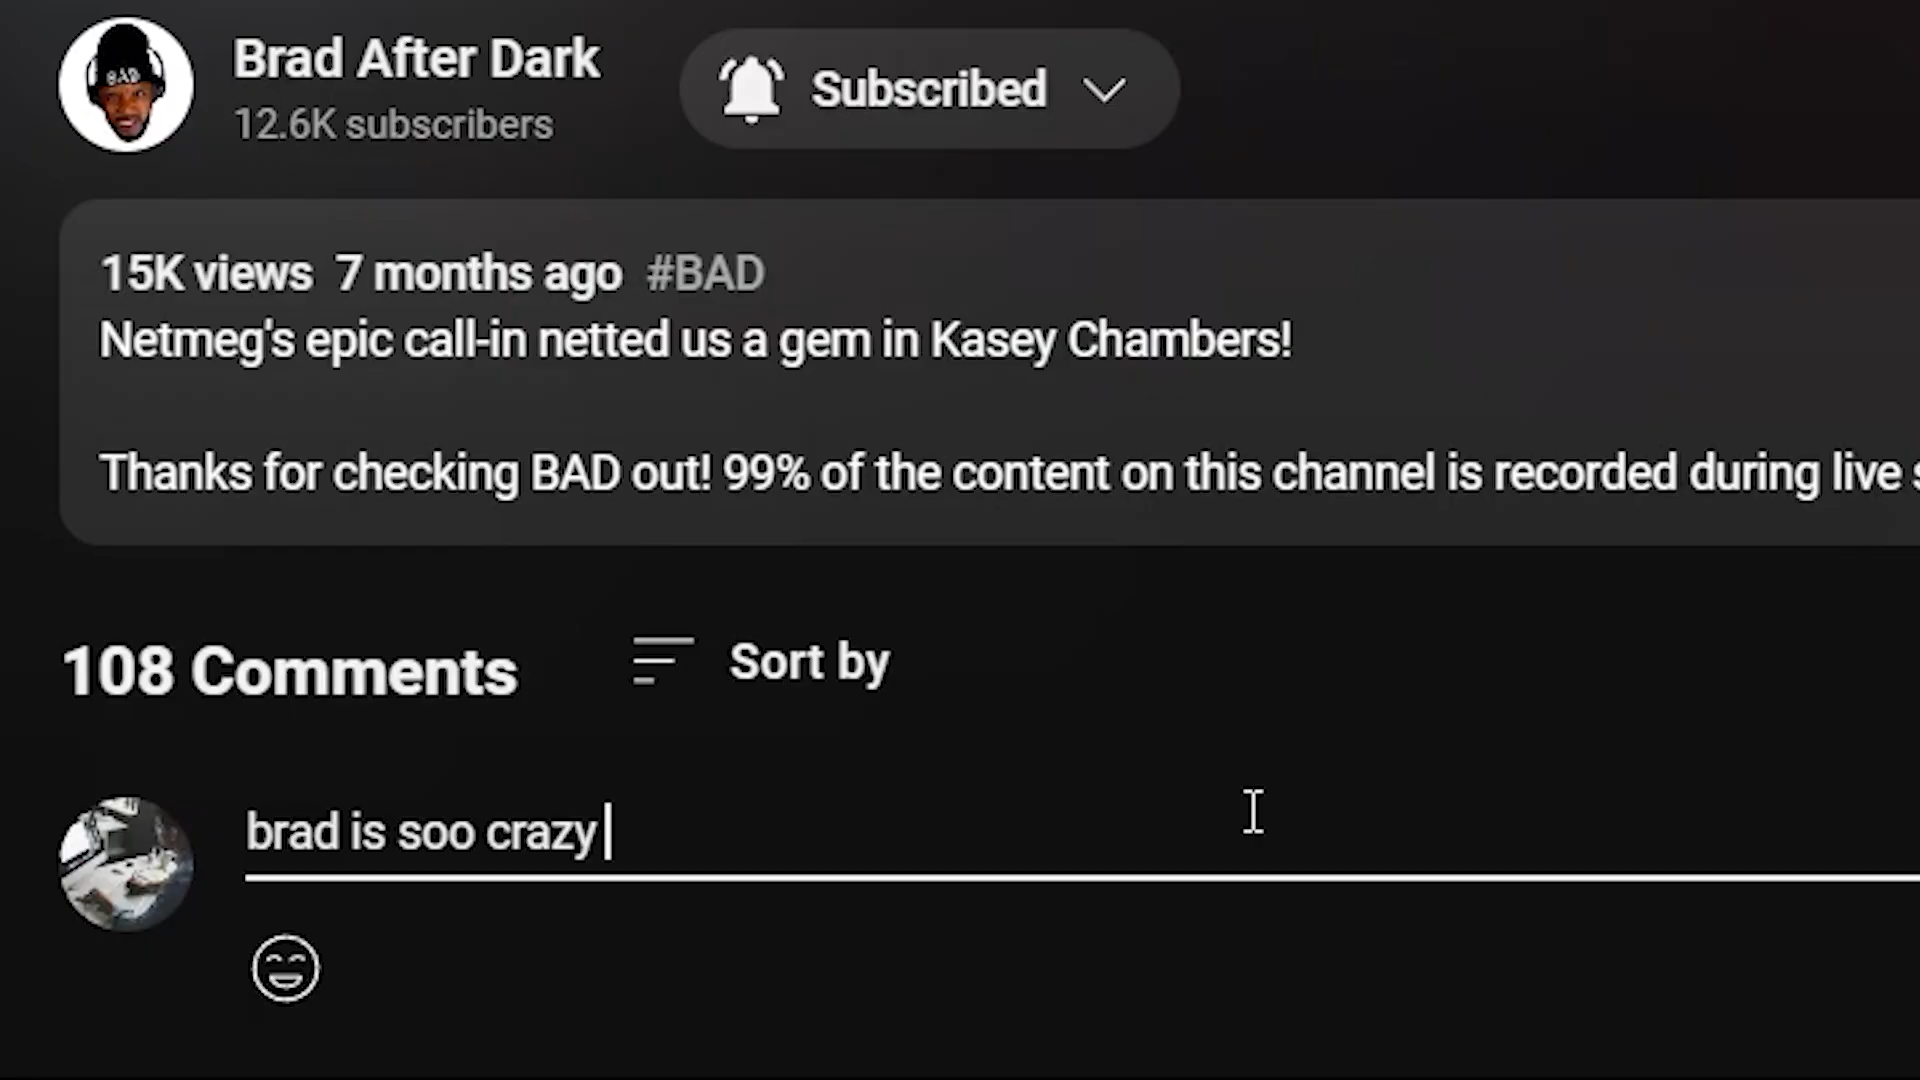 BAD
Brad After Dark
12.6K subscribers
Subscribed
15K views 7 months ago #BAD
Netmeg's epic call-in netted us a gem in Kasey Chambers!
Thanks for checking BAD out! 99% of the content on this channel is recorded during live
108 Comments
Sort by
brad is soo crazy